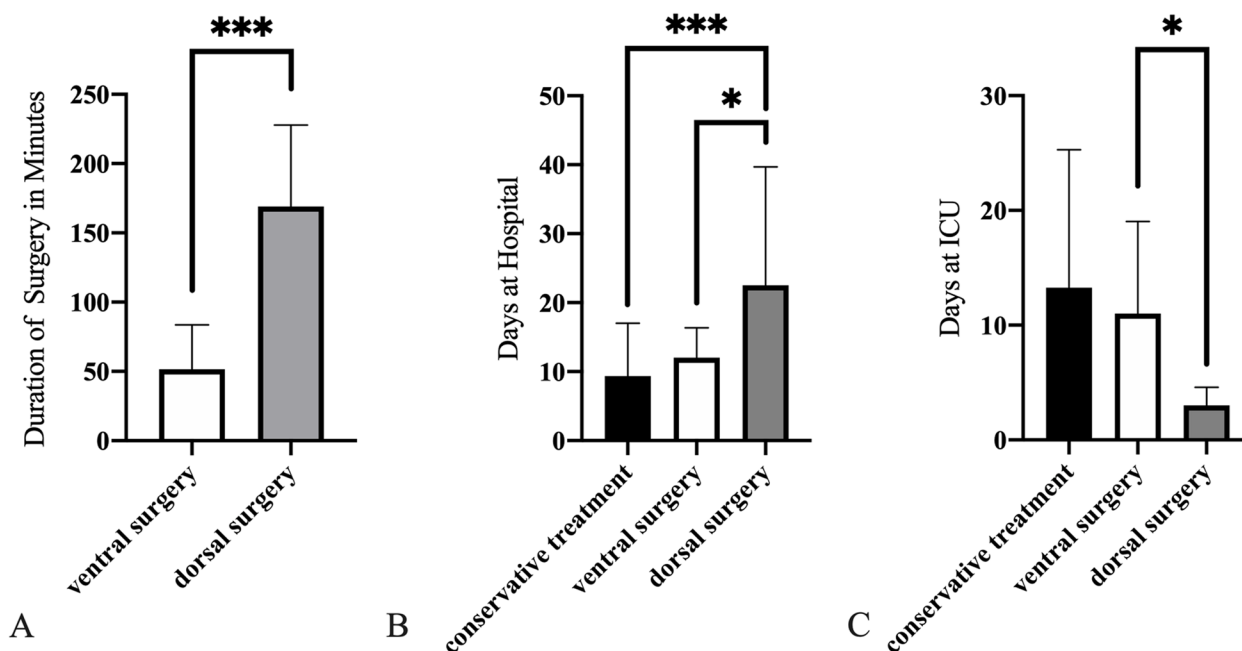 ***
Duration of Surgery in Minutes
250
200
150
100
50
0
ventral surgery
dorsal surgery
A
***
*
Days at Hospital
50
40
30
20
10
0
conservative treatment
ventral surgery
dorsal surgery
B
*
Days at ICU
30
20
10
0
conservative treatment
ventral surgery
dorsal surgery
C